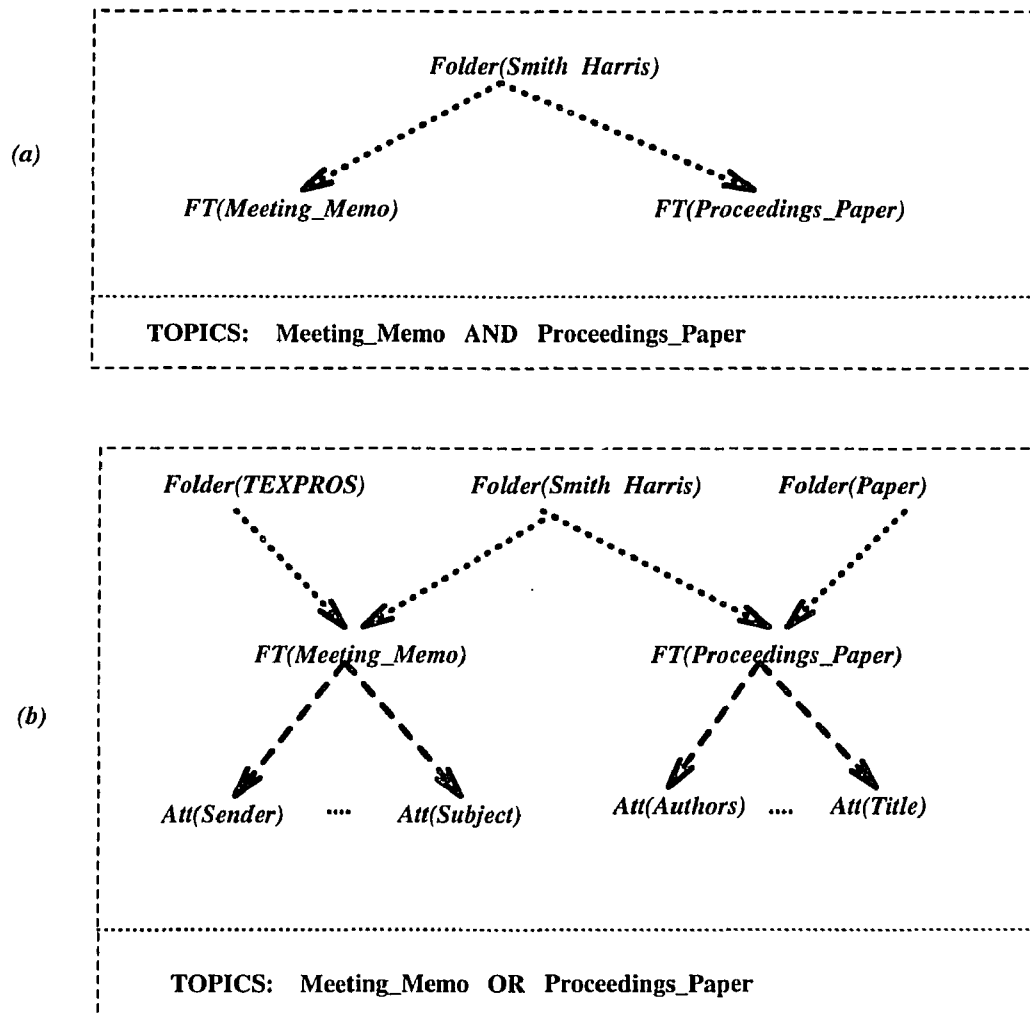 Folder(Smith Harris)
(a)
FT(Meeting_Memo) FT(Proceedings_Paper)
TOPICS: Meeting_Memo AND Proceedings_Paper
Folder(TEXPROS) Folder(Smith Harris) Folder(Paper)
FT(Meeting_Memo) FT(Proceedings_Paper)
(b)
Att(Sender) .... Att(Subject) Att(Authors) .... Att(Title)
TOPICS: Meeting_Memo OR Proceedings_Paper